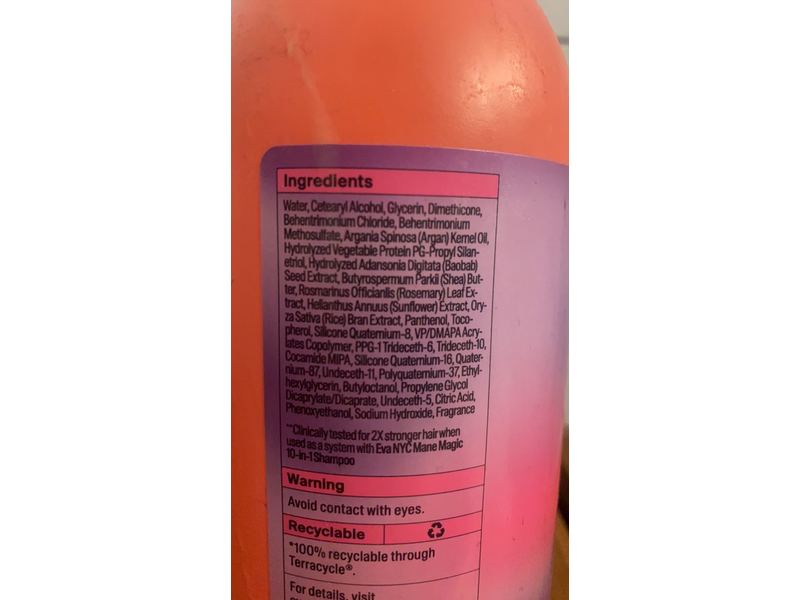 Ingredients
Water, Cetearyl Alcohol, Glycerin, Dimethicone,
Behentrimonium Chloride, Behentrimonium
Methosulfate, Argania Spinosa (Argan) Kernel Oil,
Hydrolyzed Vegetable Protein PG-Propyl Silan-
etriol, Hydrolyzed Adansonia Digitata (Baobab)
Seed Extract, Butyrospermum Parkii (Shea) But-
ter, Rosmarinus Officianlis (Rosemary) Leaf Ex-
tract, Helianthus Annuus (Sunflower) Extract, Ory-
za Sativa (Rice) Bran Extract, Panthenol, Toco-
pherol, Silicone Quaternium-8, VP/DMAPA Acry-
lates Copolymer, PPG-1 Trideceth-6, Trideceth-10,
Cocamide MIPA, Silicone Quaternium-16, Quater-
nium-87, Undeceth-11, Polyquaternium-37, Ethyl-
hexylglycerin, Butyloctanol, Propylene Glycol
Dicaprylate/Dicaprate, Undeceth-5, Citric Acid,
Phenoxyethanol, Sodium Hydroxide, Fragrance
**Clinically tested for 2X stronger hair when
used as a system with Eva NYC Mane Magic
10-in-1 Shampoo
Warning
Avoid contact with eyes.
Recyclable
*100% recyclable through
Terracycle®.
For details, visit